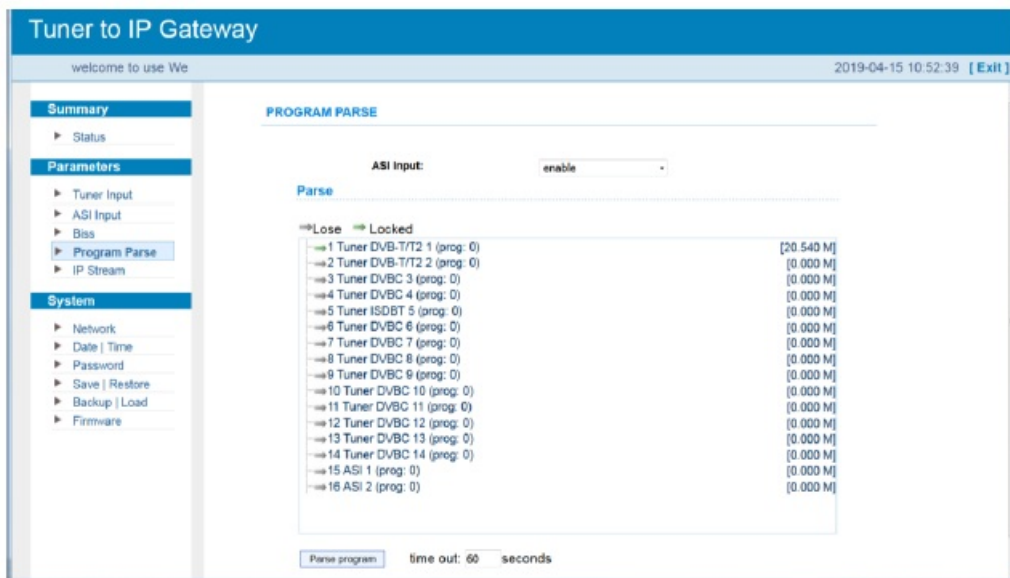 Tuner to IP Gateway
welcome to use We
2019-04-15 10:52:39 [ Exit ]
Summary
Status
Parameters
Tuner Input
ASI Input
Biss
Program Parse
IP Stream
System
Network
Date | Time
Password
Save | Restore
Backup | Load
Firmware
PROGRAM PARSE
ASI Input: enable
Parse
Lose Locked
1 Tuner DVB-T/T2 1 (prog: 0) [20.540 M]
2 Tuner DVB-T/T2 2 (prog: 0) [0.000 M]
3 Tuner DVBC 3 (prog: 0) [0.000 M]
4 Tuner DVBC 4 (prog: 0) [0.000 M]
5 Tuner ISDBT 5 (prog: 0) [0.000 M]
6 Tuner DVBC 6 (prog: 0) [0.000 M]
7 Tuner DVBC 7 (prog: 0) [0.000 M]
8 Tuner DVBC 8 (prog: 0) [0.000 M]
9 Tuner DVBC 9 (prog: 0) [0.000 M]
10 Tuner DVBC 10 (prog: 0) [0.000 M]
11 Tuner DVBC 11 (prog: 0) [0.000 M]
12 Tuner DVBC 12 (prog: 0) [0.000 M]
13 Tuner DVBC 13 (prog: 0) [0.000 M]
14 Tuner DVBC 14 (prog: 0) [0.000 M]
15 ASI 1 (prog: 0) [0.000 M]
16 ASI 2 (prog: 0) [0.000 M]
Parse program time out: 60 seconds